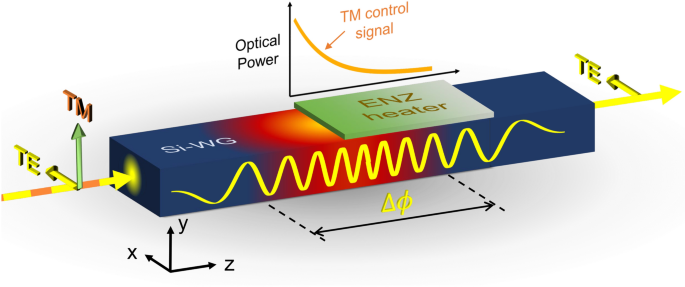 Optical
Power
TM control
signal
TE
TM
TE
Si-WG
ENZ
heater
Δϕ
y
x
z